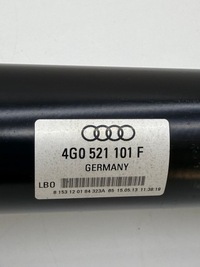 4G0 521 101 F
GERMANY
LBO
8 153 12 01 84 323A 86 15.05.13 11:38:18